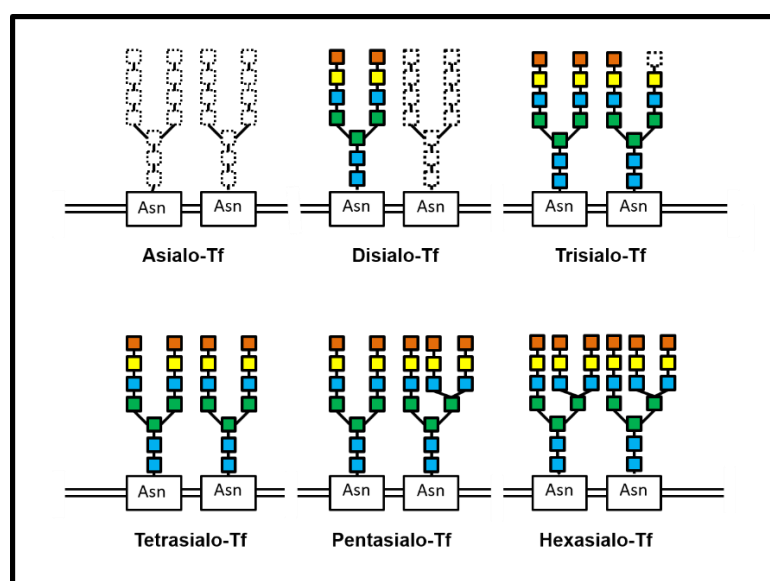 Asn Asn Asn Asn Asn Asn
Asialo-Tf Disialo-Tf Trisialo-Tf
Asn Asn Asn Asn Asn Asn
Tetrasialo-Tf Pentasialo-Tf Hexasialo-Tf